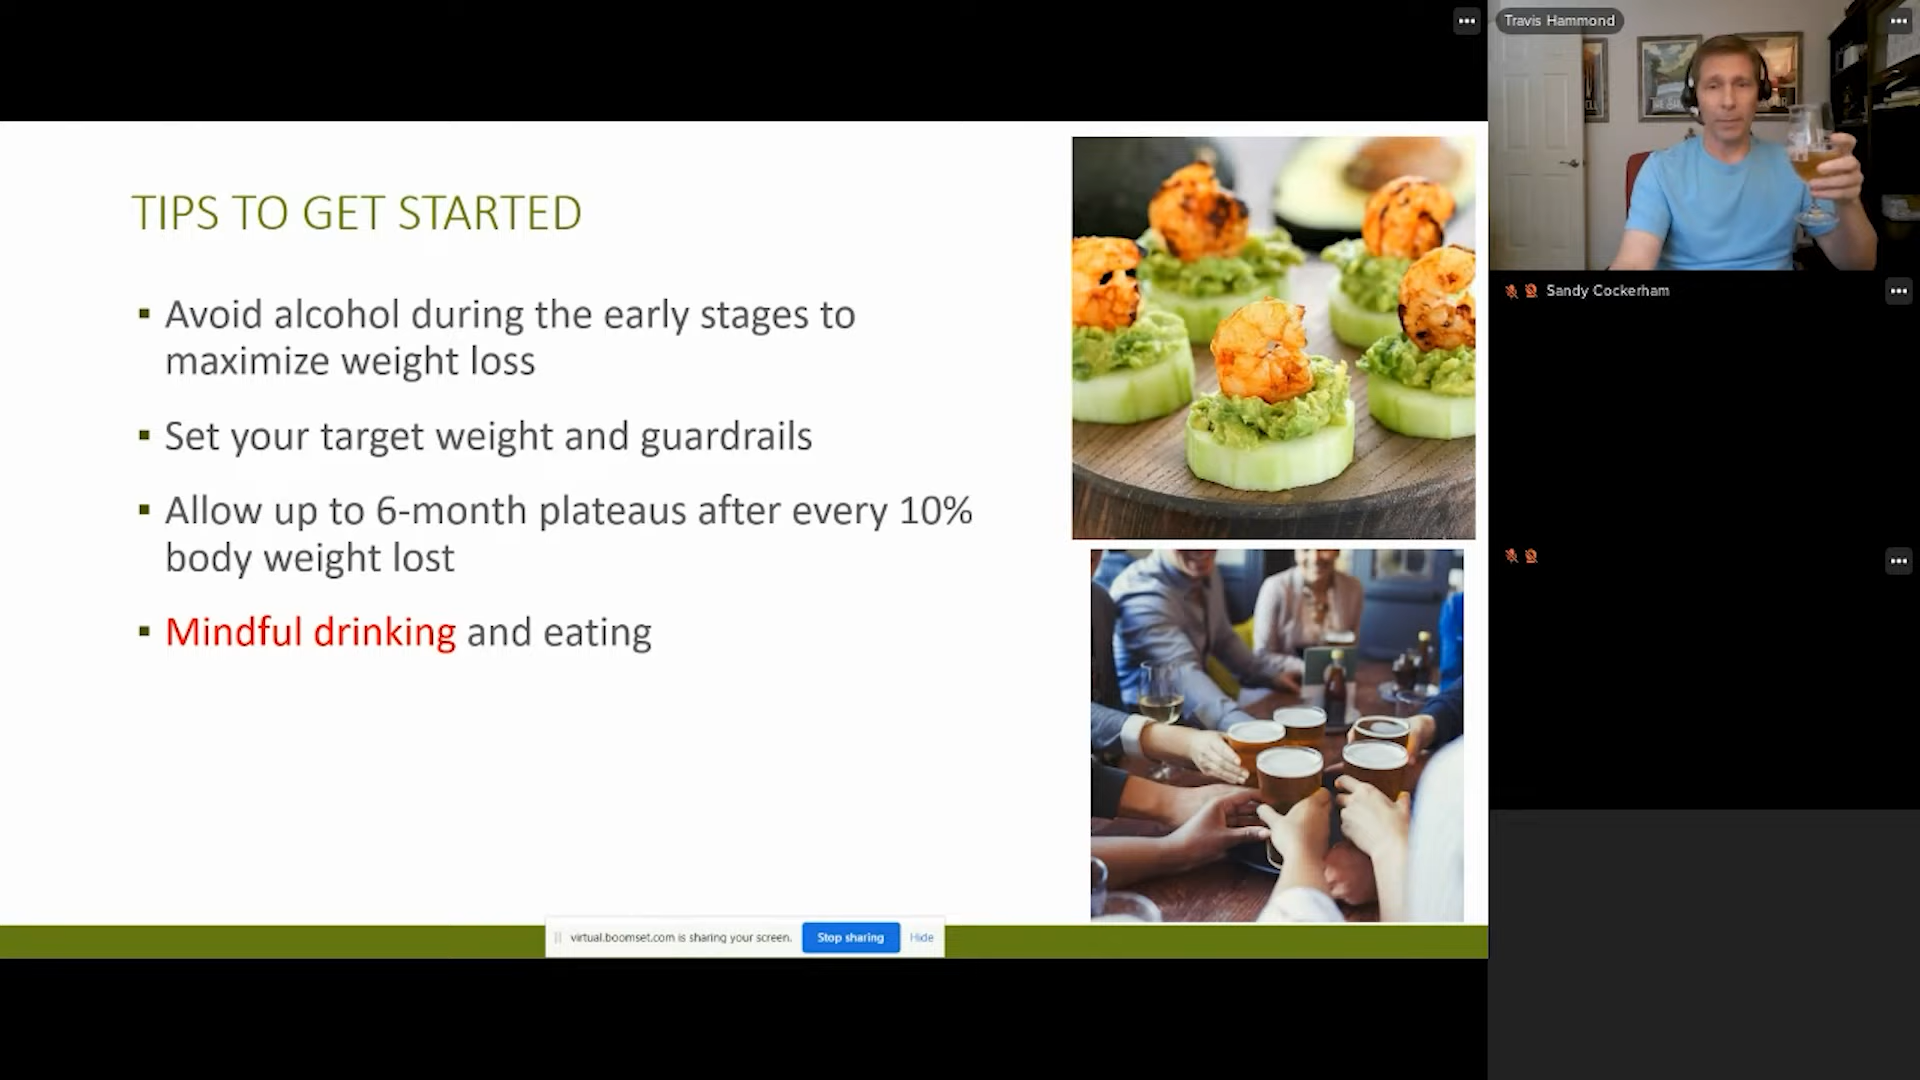 Travis Hammond
TIPS TO GET STARTED
Avoid alcohol during the early stages to
maximize weight loss
Set your target weight and guardrails
Allow up to 6-month plateaus after every 10%
body weight lost
Mindful drinking and eating
Sandy Cockerham
virtual.boomset.com is sharing your screen.
Stop sharing
Hide